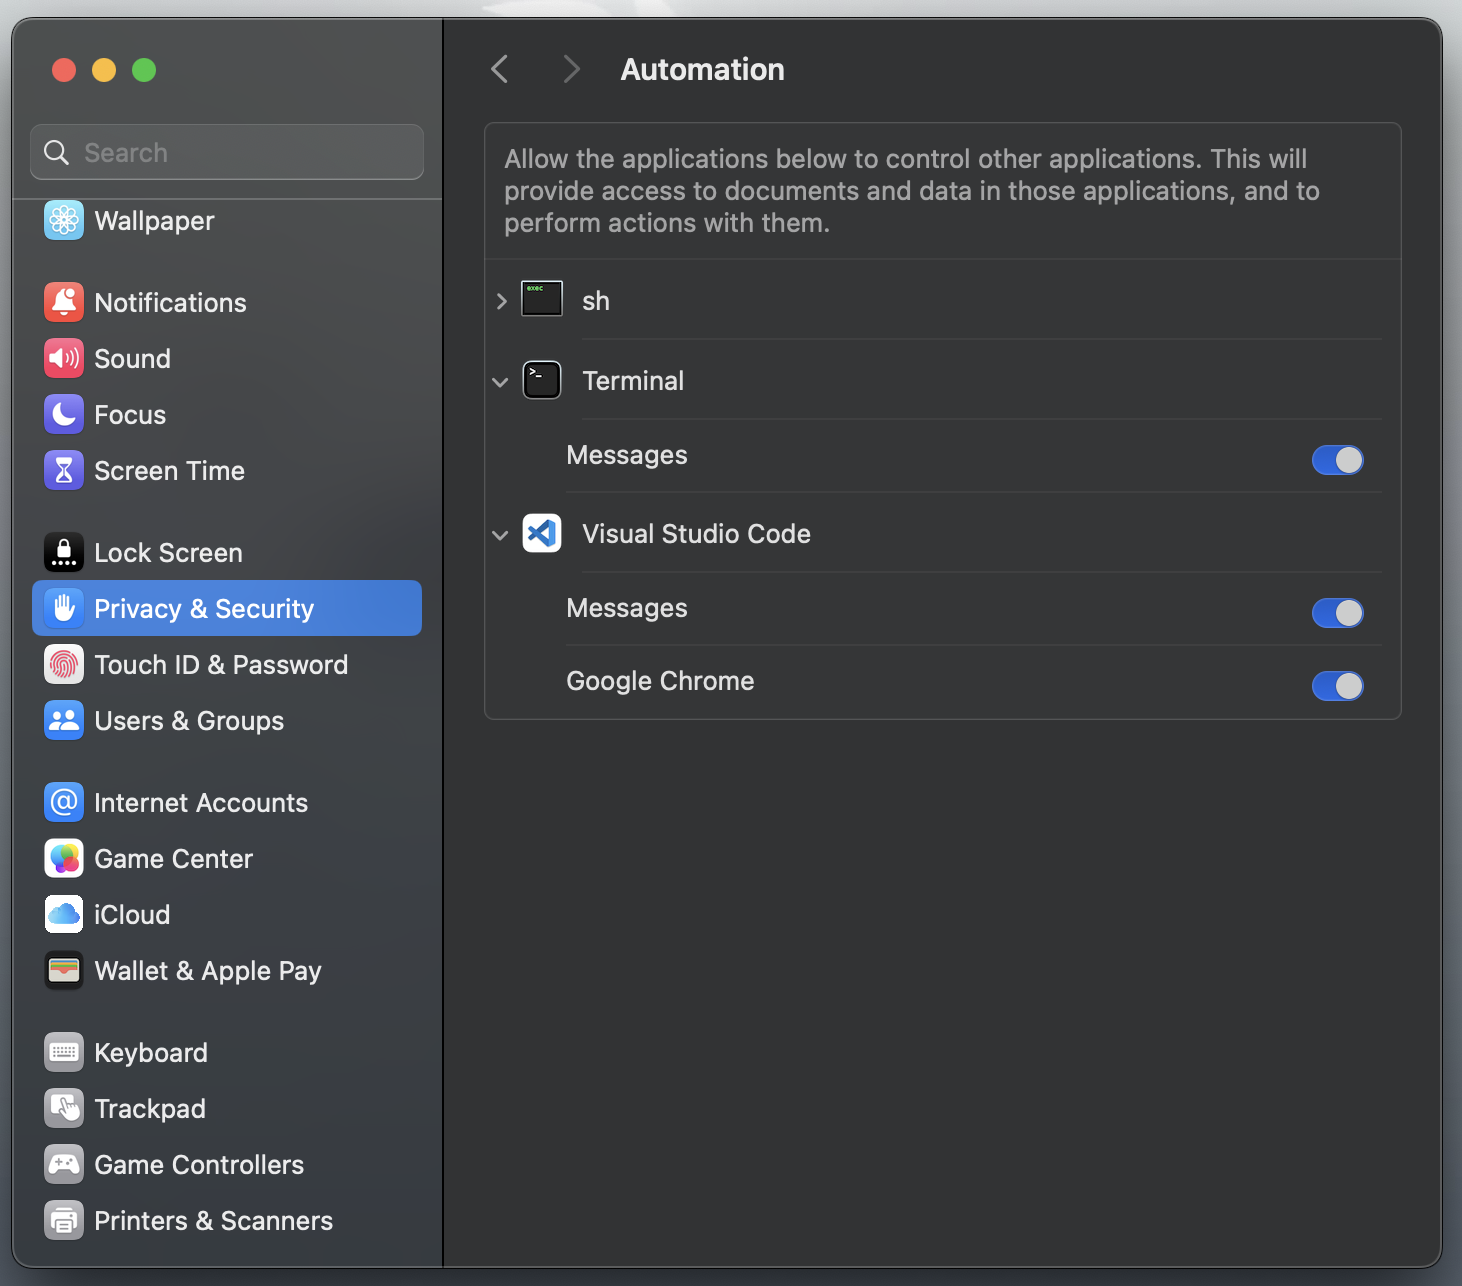 Search
Wallpaper
Notifications
Sound
Focus
Screen Time
Lock Screen
Privacy & Security
Touch ID & Password
Users & Groups
Internet Accounts
Game Center
iCloud
Wallet & Apple Pay
Keyboard
Trackpad
Game Controllers
Printers & Scanners
Automation
Allow the applications below to control other applications. This will
provide access to documents and data in those applications, and to
perform actions with them.
exec
sh
>_
Terminal
Messages
Visual Studio Code
Messages
Google Chrome